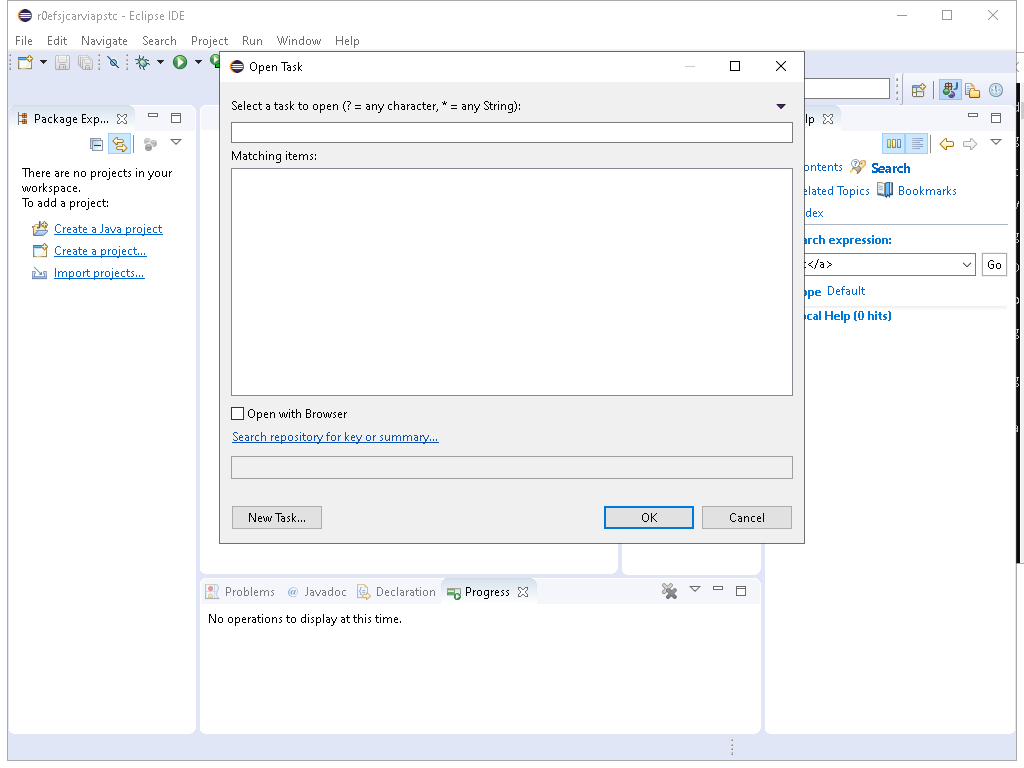 r0efsjcarviapstc - Eclipse IDE
File Edit Navigate Search Project Run Window Help
Open Task
Select a task to open (? = any character, * = any String):
Matching items:
Open with Browser
Search repository for key or summary...
New Task...
OK
Cancel
Package Exp...
There are no projects in your
workspace.
To add a project:
Create a Java project
Create a project...
Import projects...
Problems @ Javadoc Declaration Progress
No operations to display at this time.
lp
ontents Search
elated Topics Bookmarks
dex
arch expression:
</a>
Go
ope Default
ocal Help (0 hits)